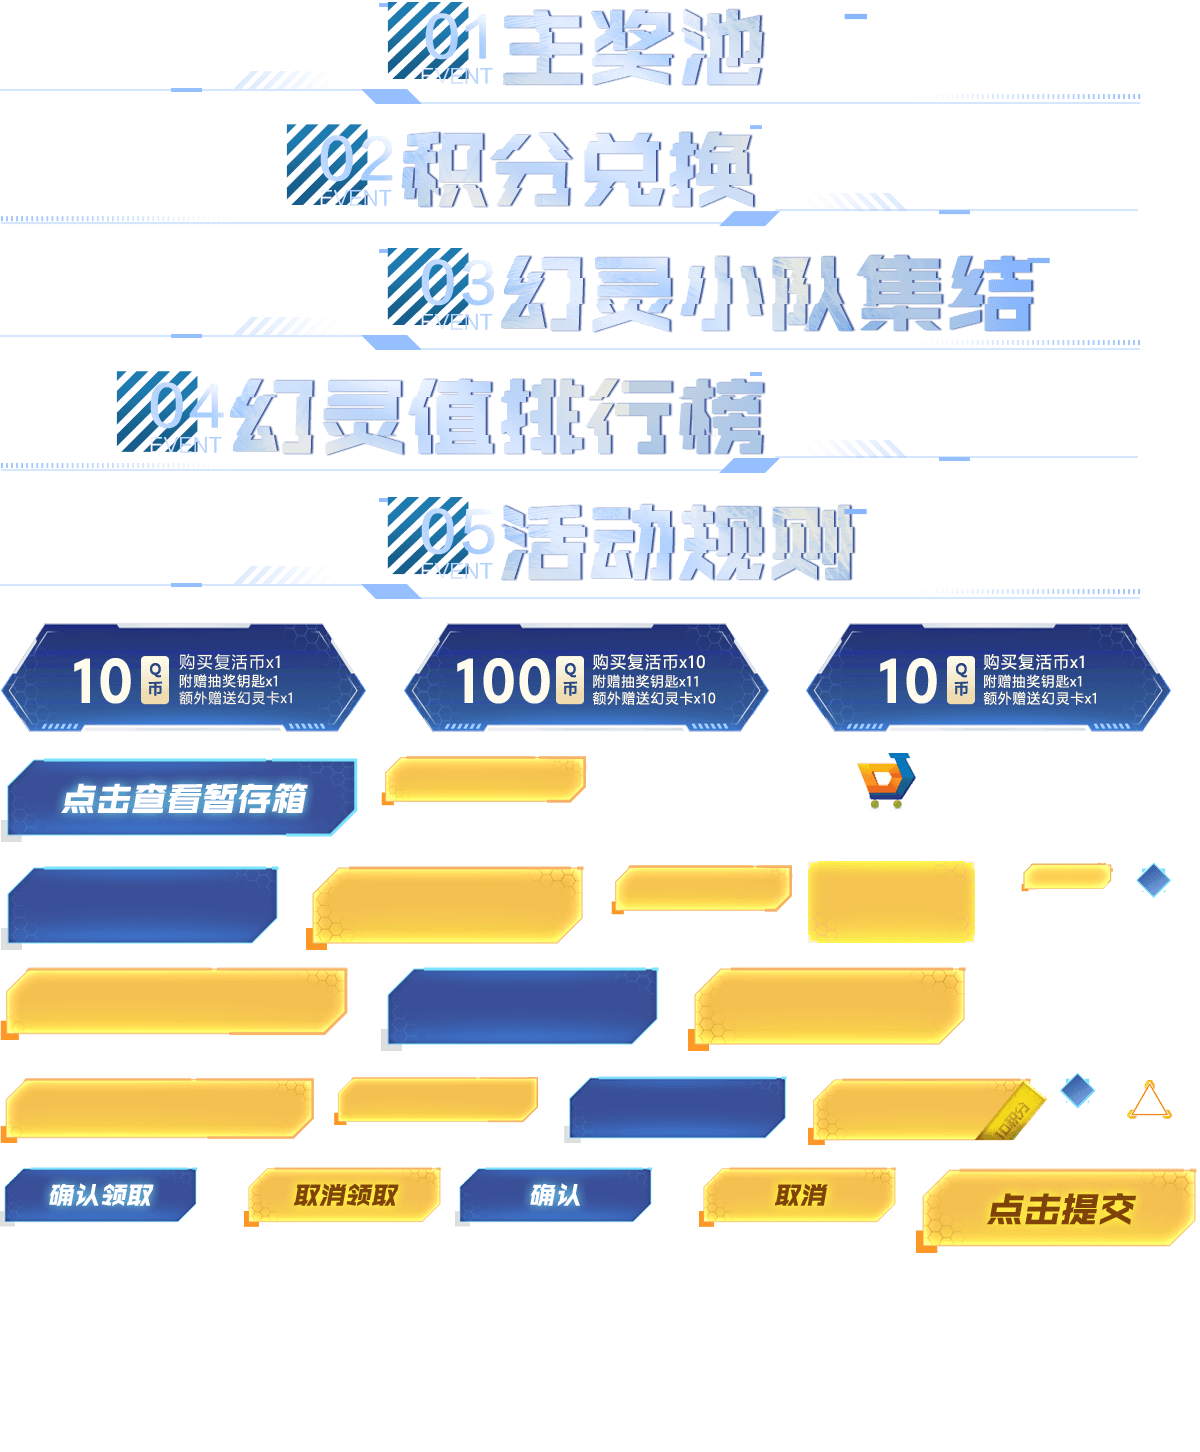 01 主奖池
EVENT
02 积分兑换
EVENT
03 幻灵小队集结
EVENT
04 幻灵值排行榜
EVENT
05 活动规则
EVENT
10 Q币
购买复活币x1
附赠抽奖钥匙x1
额外赠送幻灵卡x1
100 Q币
购买复活币x10
附赠抽奖钥匙x11
额外赠送幻灵卡x10
10 Q币
购买复活币x1
附赠抽奖钥匙x1
额外赠送幻灵卡x1
点击查看暂存箱
10积分
确认领取
取消领取
确认
取消
点击提交